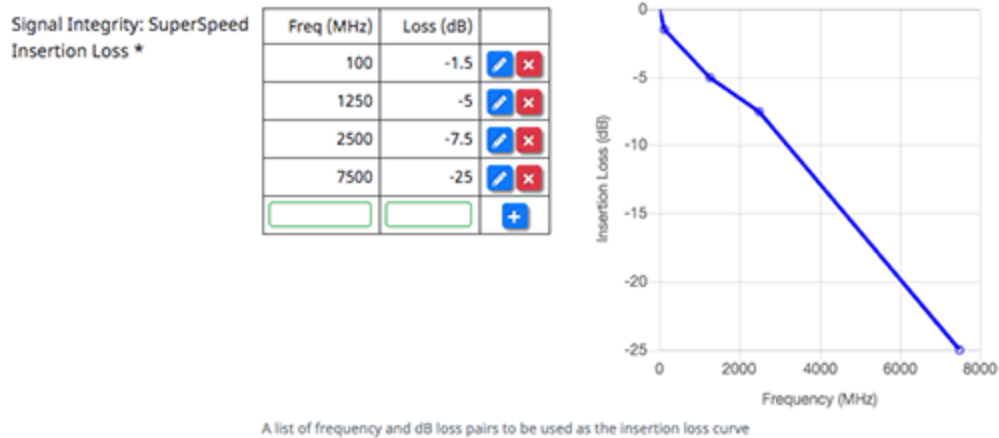 Signal Integrity: SuperSpeed
Insertion Loss *
Freq (MHz) Loss (dB)
100 -1.5
1250 -5
2500 -7.5
7500 -25
0
-5
-10
-15
-20
-25
Insertion Loss (dB)
0 2000 4000 6000 8000
Frequency (MHz)
A list of frequency and dB loss pairs to be used as the insertion loss curve